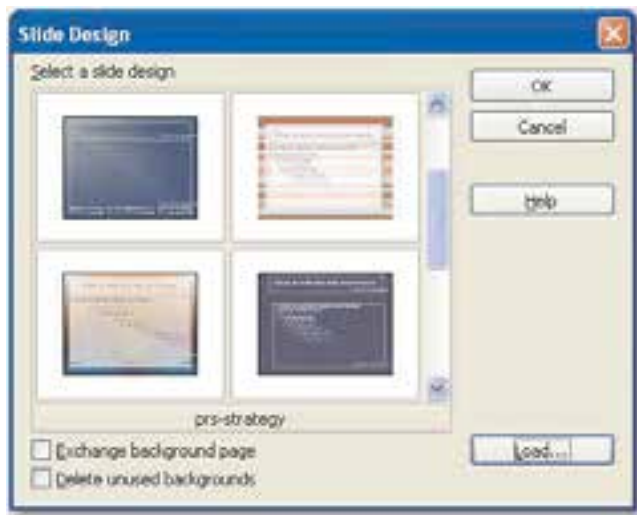 Slide Design
Select a slide design
OK
Cancel
Help
prs-strategy
Exchange background page
Delete unused backgrounds
Load...